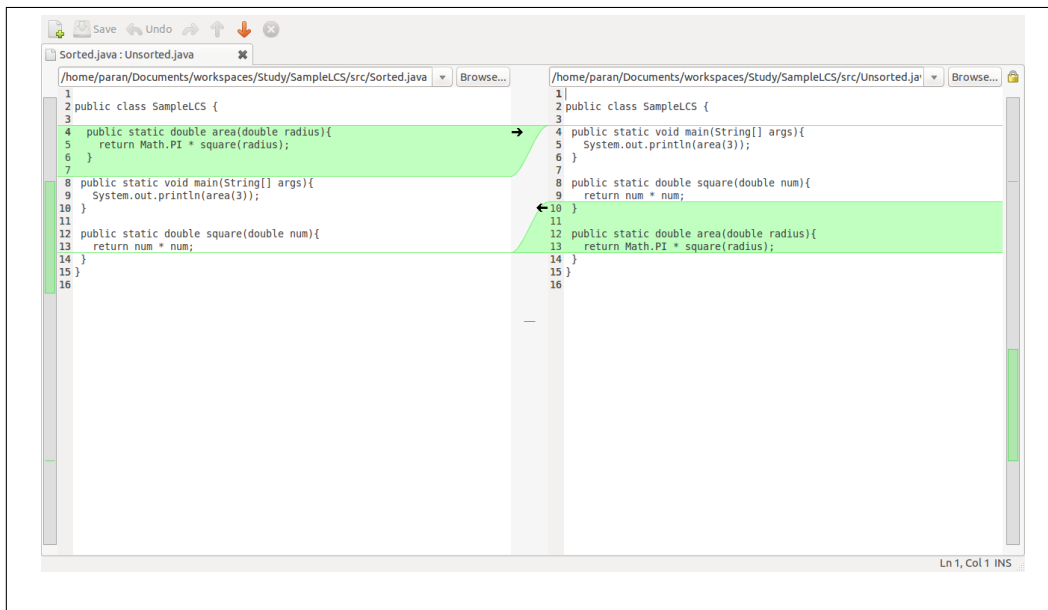 Save Undo
Sorted.java : Unsorted.java
/home/paran/Documents/workspaces/Study/SampleLCS/src/Sorted.java Browse...
1
2 public class SampleLCS {
3
4 public static double area(double radius){
5 return Math.PI * square(radius);
6 }
7
8 public static void main(String[] args){
9 System.out.println(area(3));
10 }
11
12 public static double square(double num){
13 return num * num;
14 }
15 }
16
/home/paran/Documents/workspaces/Study/SampleLCS/src/Unsorted.ja Browse...
1
2 public class SampleLCS {
3
4 public static void main(String[] args){
5 System.out.println(area(3));
6 }
7
8 public static double square(double num){
9 return num * num;
10 }
11
12 public static double area(double radius){
13 return Math.PI * square(radius);
14 }
15 }
16
Ln 1, Col 1 INS